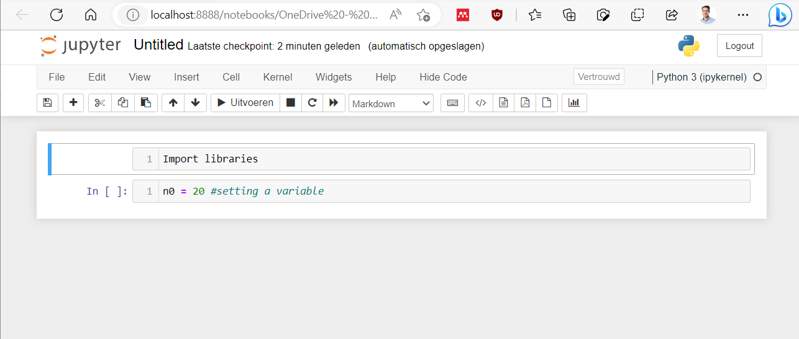 localhost:8888/notebooks/OneDrive%20-%20...
jupyter Untitled Laatste checkpoint: 2 minuten geleden (automatisch opgeslagen) Logout
File Edit View Insert Cell Kernel Widgets Help Hide Code Vertrouwd Python 3 (ipykernel)
Uitvoeren Markdown
1 Import libraries
In [ ]: 1 n0 = 20 #setting a variable